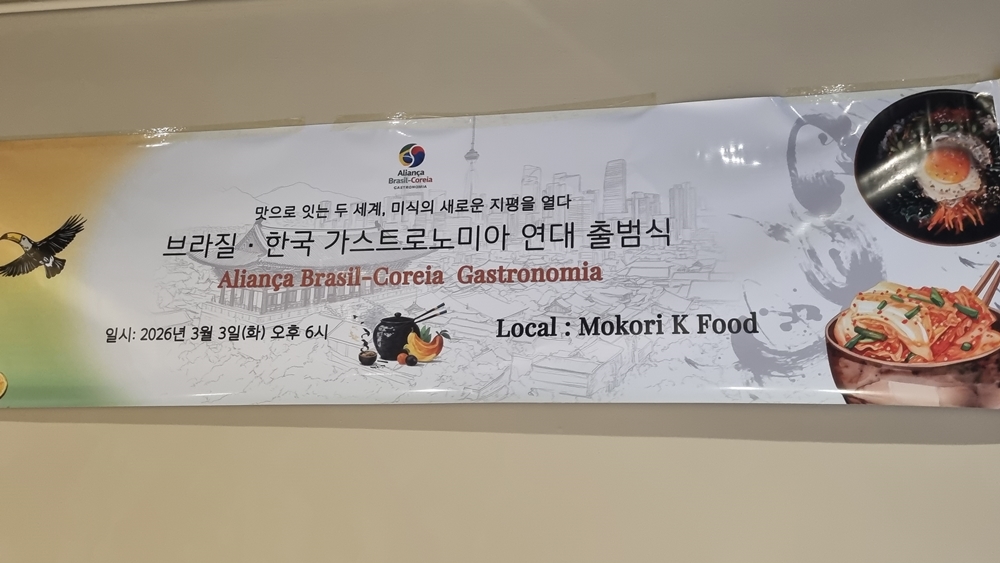 Aliança
Brasil-Coreia
GASTRONOMIA
맛으로 잇는 두 세계, 미식의 새로운 지평을 열다
브라질 · 한국 가스트로노미아 연대 출범식
Aliança Brasil-Coreia Gastronomia
일시: 2026년 3월 3일(화) 오후 6시
Local : Mokori K Food